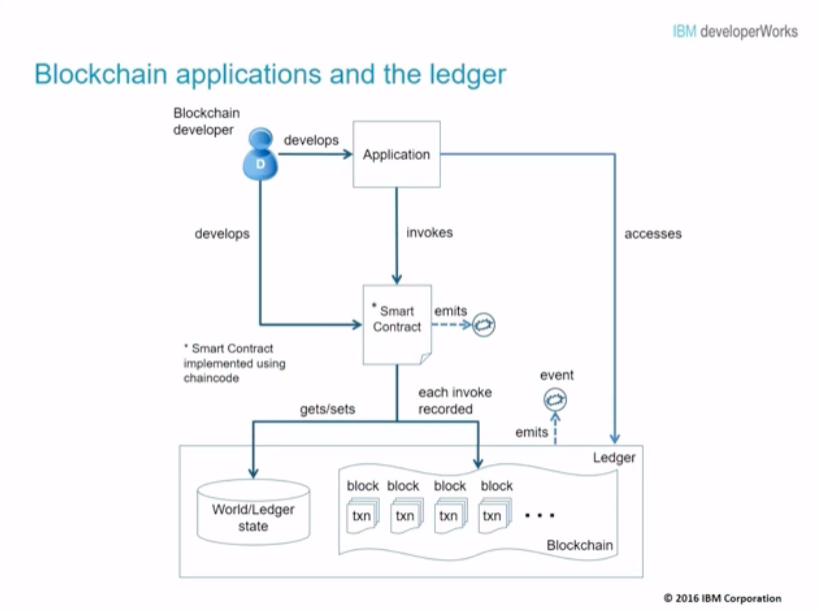 IBM developerWorks
Blockchain applications and the ledger
Blockchain
developer
D
develops
Application
develops
invokes
accesses
* Smart
Contract
emits
* Smart Contract
implemented using
chaincode
event
each invoke
recorded
gets/sets
emits
Ledger
block block block block
World/Ledger
state
txn txn txn txn ...
Blockchain
© 2016 IBM Corporation